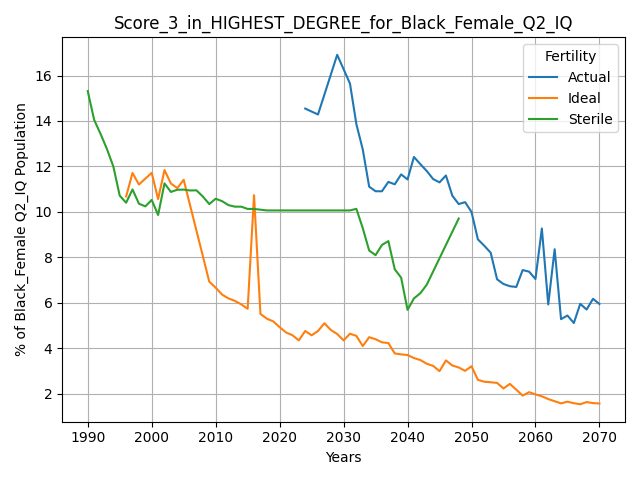 Score_3_in_HIGHEST_DEGREE_for_Black_Female_Q2_IQ
Fertility
Actual
Ideal
Sterile
% of Black_Female Q2_IQ Population
16
14
12
10
8
6
4
2
1990 2000 2010 2020 2030 2040 2050 2060 2070
Years